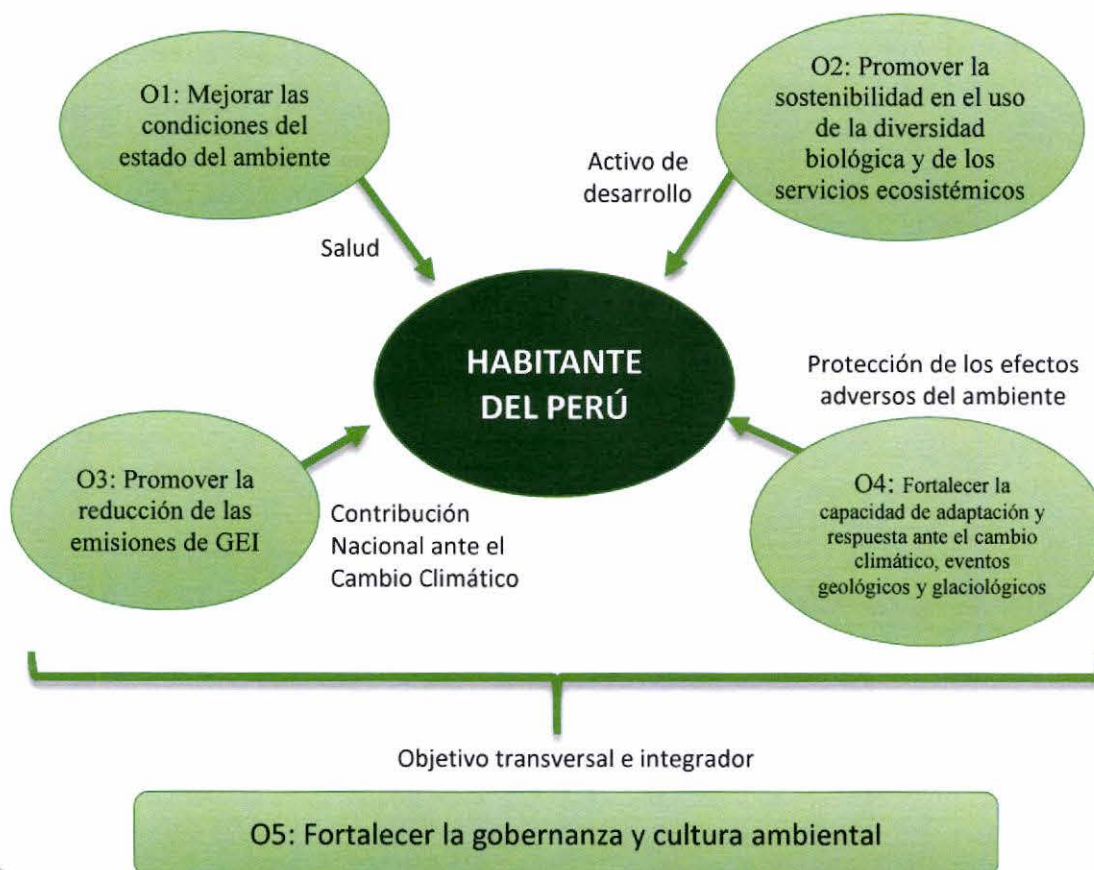 O1: Mejorar las
condiciones del
estado del ambiente
O2: Promover la
sostenibilidad en el uso
de la diversidad
biológica y de los
servicios ecosistémicos
Activo de
desarrollo
Salud
HABITANTE
DEL PERÚ
Protección de los efectos
adversos del ambiente
O3: Promover la
reducción de las
emisiones de GEI
Contribución
Nacional ante el
Cambio Climático
O4: Fortalecer la
capacidad de adaptación y
respuesta ante el cambio
climático, eventos
geológicos y glaciológicos
Objetivo transversal e integrador
O5: Fortalecer la gobernanza y cultura ambiental